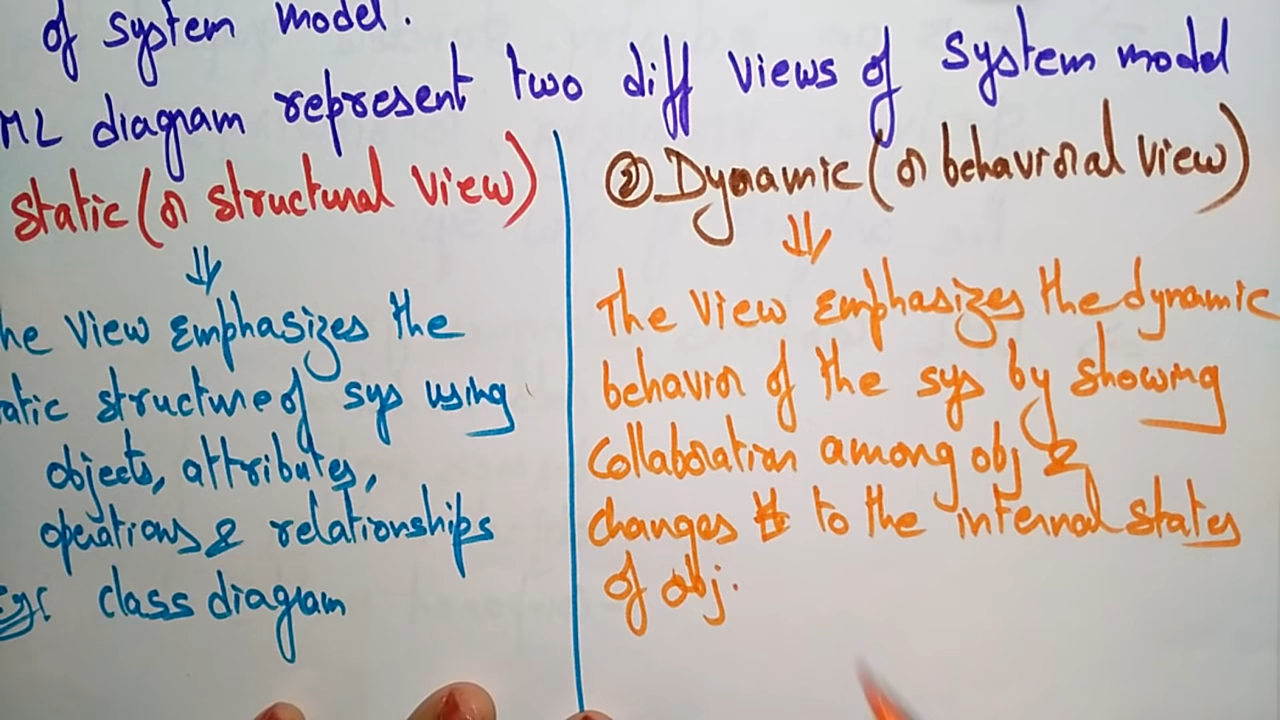 of system model.
ML diagram represent two diff views of system model
Static (or structural view)
he view emphasizes the
atic structure of sys using
objects, attributes,
operations & relationships
Eg: class diagram
② Dynamic (or behavioral view)
The view emphasizes the dynamic
behavior of the sys by showing
collaboration among obj &
changes to the internal states
of obj.